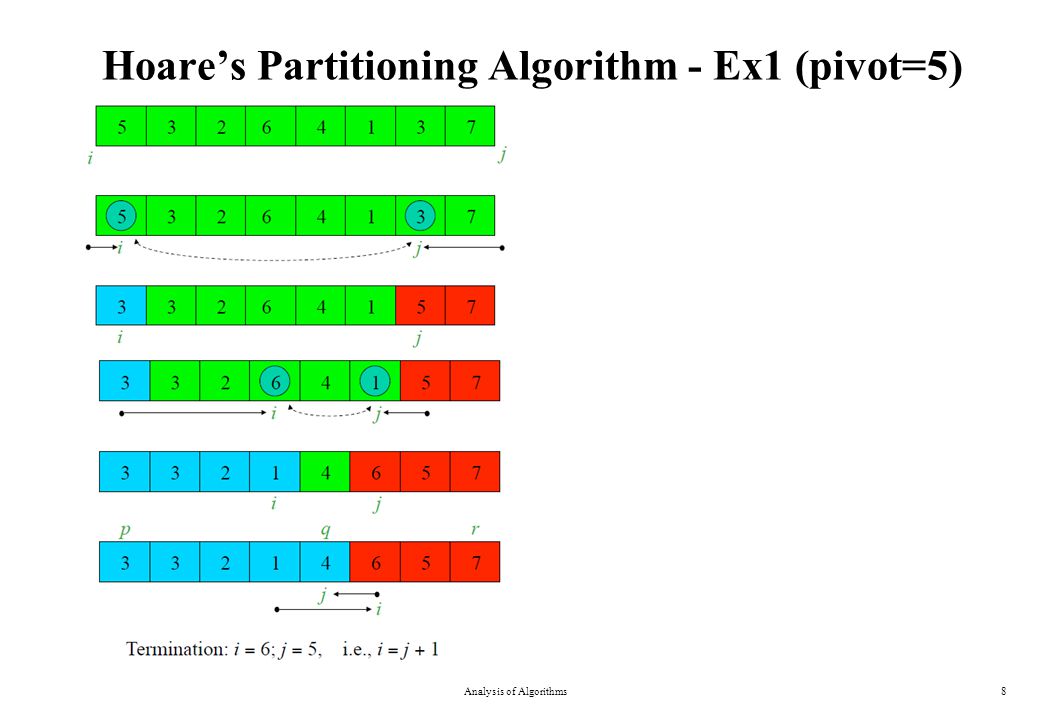 Hoare’s Partitioning Algorithm - Ex1 (pivot=5)
5 3 2 6 4 1 3 7
i j
5 3 2 6 4 1 3 7
i j
3 3 2 6 4 1 5 7
i j
3 3 2 6 4 1 5 7
i j
3 3 2 1 4 6 5 7
i j
p q r
3 3 2 1 4 6 5 7
j i
Termination: i = 6; j = 5, i.e., i = j + 1
Analysis of Algorithms 8